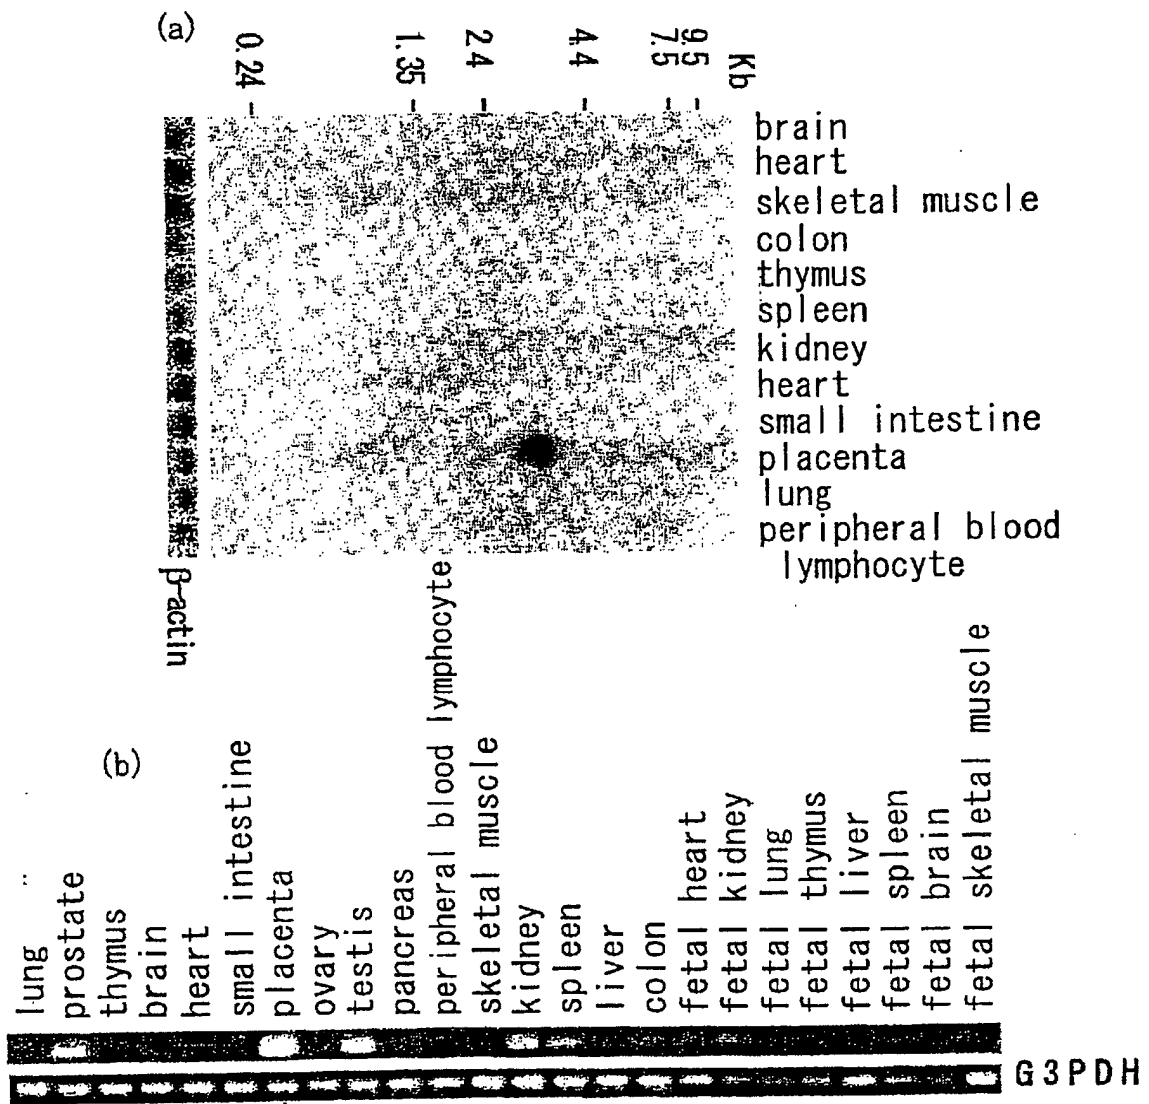 (a)
0.24 -
1.35 -
2.4 -
4.4 -
7.5 -
9.5 -
Kb
brain
heart
skeletal muscle
colon
thymus
spleen
kidney
heart
small intestine
placenta
lung
peripheral blood
lymphocyte
β-actin
(b)
lung
prostate
thymus
brain
heart
small intestine
placenta
ovary
testis
pancreas
peripheral blood lymphocyte
skeletal muscle
kidney
spleen
liver
colon
fetal heart
fetal kidney
fetal lung
fetal thymus
fetal liver
fetal spleen
fetal brain
fetal skeletal muscle
G3PDH